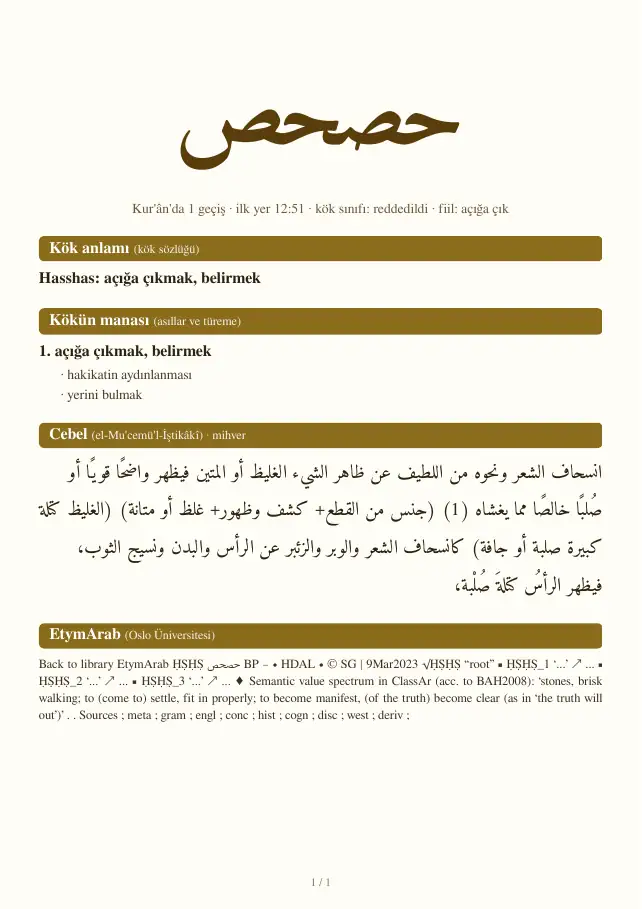 حصحص
Kur'ân'da 1 geçiş · ilk yer 12:51 · kök sınıfı: reddedildi · fiil: açığa çık
Kök anlamı (kök sözlüğü)
Hasshas: açığa çıkmak, belirmek
Kökün manası (asıllar ve türeme)
1. açığa çıkmak, belirmek
· hakikatin aydınlanması
· yerini bulmak
Cebel (el-Mu'cemü'l-İştikâkî) · mihver
انسحاف الشعر ونحوه من اللطيف عن ظاهر الشيء الغليظ أو المتين فيظهر واضحًا قويًا أو
صُلبًا خالصًا مما يغشاه (1) (جنس من القطع+ كشف وظهور+ غلظ أو متانة) (الغليظ كتلة
كبيرة صلبة أو جافة) كانسحاف الشعر والوبر والزئبر عن الرأس والبدن ونسيج الثوب،
فيظهر الرأسُ كتلةَ صُلْبة،
EtymArab (Oslo Üniversitesi)
Back to library EtymArab ḤṢḤṢ حصحص BP – • HDAL • © SG | 9Mar2023 √ḤṢḤṢ “root” ▪ ḤṢḤṢ_1 ‘...’ ↗ ... ▪
ḤṢḤṢ_2 ‘...’ ↗ ... ▪ ḤṢḤṢ_3 ‘...’ ↗ ... ♦ Semantic value spectrum in ClassAr (acc. to BAH2008): ‘stones, brisk
walking; to (come to) settle, fit in properly; to become manifest, (of the truth) become clear (as in ‘the truth will
out’)’ . . Sources ; meta ; gram ; engl ; conc ; hist ; cogn ; disc ; west ; deriv ;
1 / 1